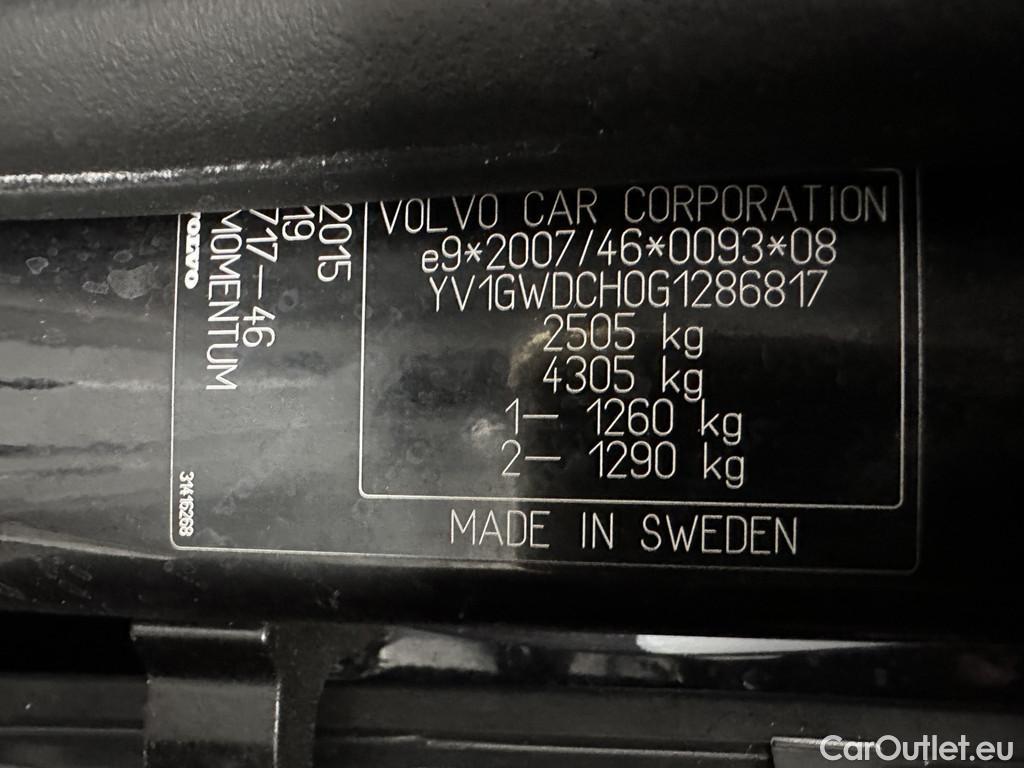 VOLVO CAR CORPORATION
e9*2007/46*0093*08
YV1GWDCH0G1286817
2505 kg
4305 kg
1— 1260 kg
2— 1290 kg
MADE IN SWEDEN
2015
19
717—46
MOMENTUM
VOLVO
31416268
CarOutlet.eu